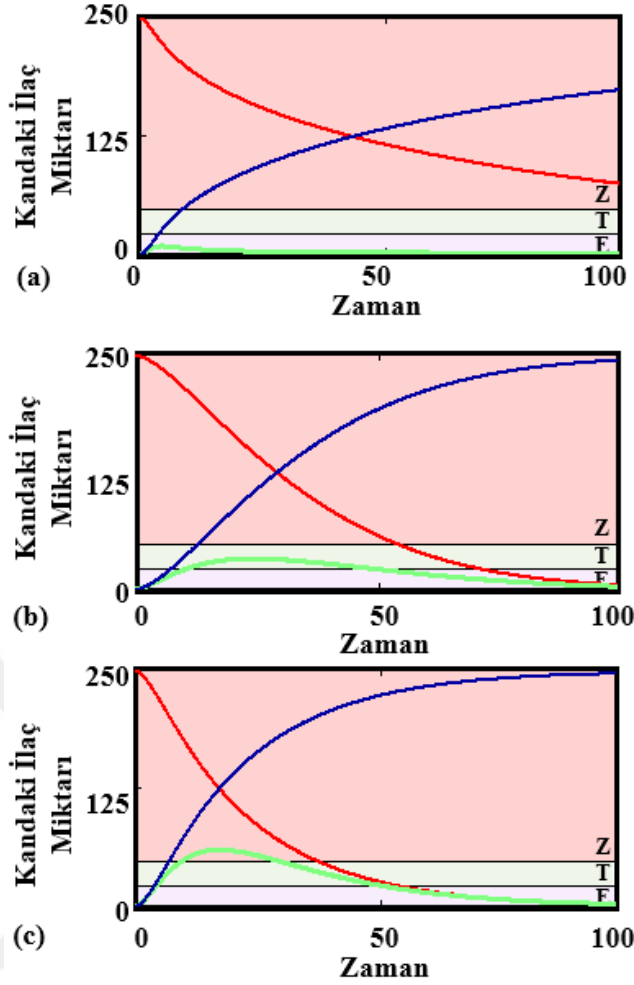 250
125
0
Kandaki İlaç
Miktarı
Z
T
E
(a)
0
50
100
Zaman
250
125
0
Kandaki İlaç
Miktarı
Z
T
E
(b)
0
50
100
Zaman
250
125
0
Kandaki İlaç
Miktarı
Z
T
E
(c)
0
50
100
Zaman